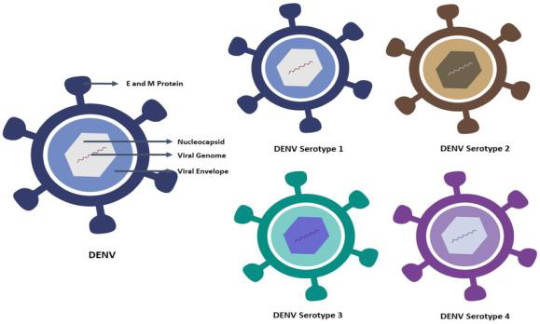 E and M Protein
Nucleocapsid
Viral Genome
Viral Envelope
DENV
DENV Serotype 1
DENV Serotype 2
DENV Serotype 3
DENV Serotype 4